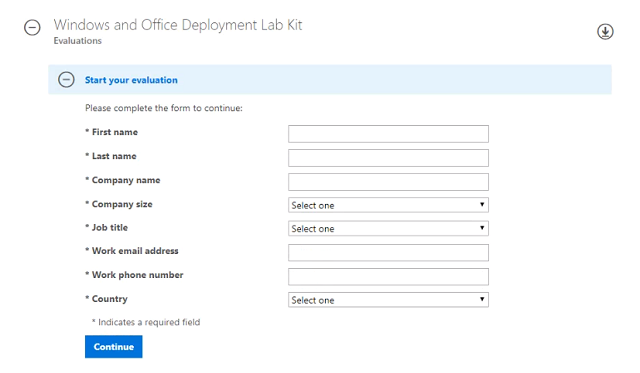 Windows and Office Deployment Lab Kit
Evaluations
Start your evaluation
Please complete the form to continue:
* First name
* Last name
* Company name
* Company size Select one
* Job title Select one
* Work email address
* Work phone number
* Country Select one
* Indicates a required field
Continue